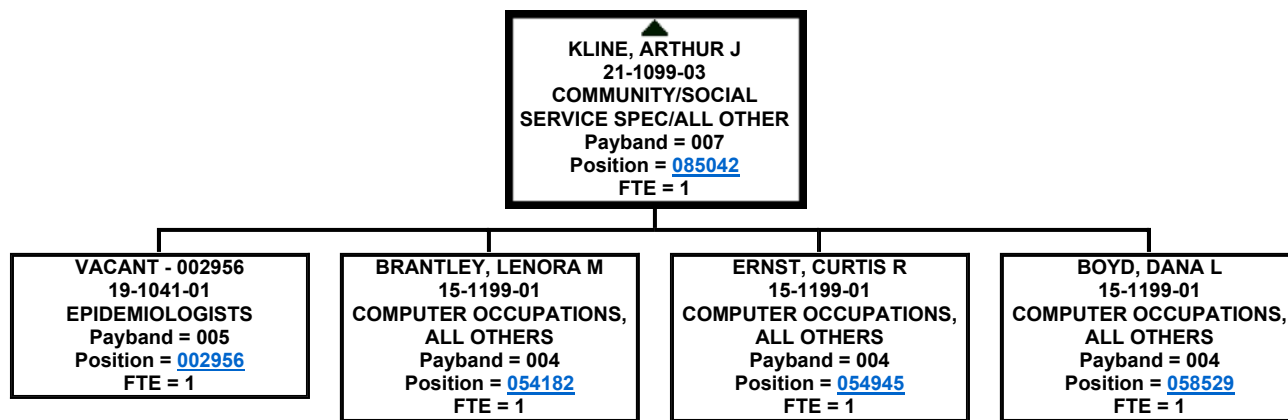 KLINE, ARTHUR J
21-1099-03
COMMUNITY/SOCIAL
SERVICE SPEC/ALL OTHER
Payband = 007
Position = 085042
FTE = 1
VACANT - 002956
19-1041-01
EPIDEMIOLOGISTS
Payband = 005
Position = 002956
FTE = 1
BRANTLEY, LENORA M
15-1199-01
COMPUTER OCCUPATIONS,
ALL OTHERS
Payband = 004
Position = 054182
FTE = 1
ERNST, CURTIS R
15-1199-01
COMPUTER OCCUPATIONS,
ALL OTHERS
Payband = 004
Position = 054945
FTE = 1
BOYD, DANA L
15-1199-01
COMPUTER OCCUPATIONS,
ALL OTHERS
Payband = 004
Position = 058529
FTE = 1